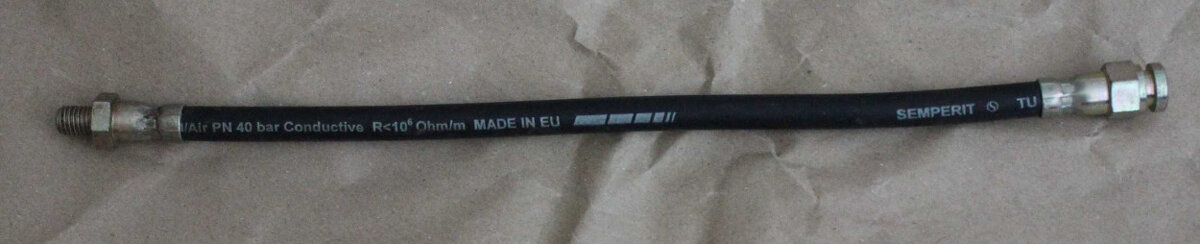 /Air PN 40 bar Conductive R<10⁶ Ohm/m MADE IN EU SEMPERIT TU